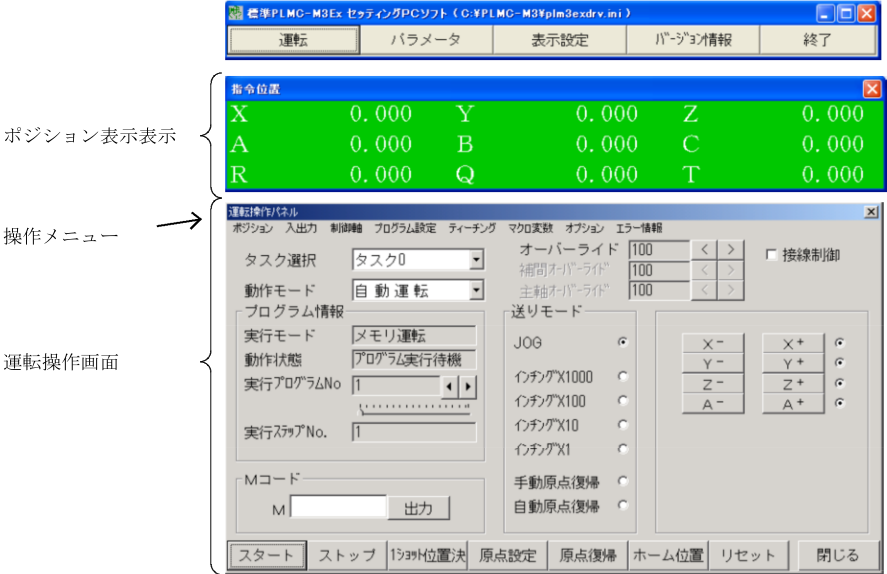 標準PLMC-M3Ex セッティングPCソフト ( C:¥PLMC-M3¥plm3exdrv.ini )
運転 パラメータ 表示設定 ﾊﾞｰｼﾞｮﾝ情報 終了
ポジション表示表示
指令位置
X 0.000 Y 0.000 Z 0.000
A 0.000 B 0.000 C 0.000
R 0.000 Q 0.000 T 0.000
操作メニュー
運転操作画面
運転操作ﾊﾟﾈﾙ
ポジション 入出力 制御軸 プログラム設定 ティーチング マクロ変数 オプション エラー情報
タスク選択 タスク0
動作モード 自動運転
オーバーライド 100 < >
補間ｵｰﾊﾞｰﾗｲﾄﾞ 100 < >
主軸ｵｰﾊﾞｰﾗｲﾄﾞ 100 < >
接線制御
プログラム情報
実行モード メモリ運転
動作状態 ﾌﾟﾛｸﾞﾗﾑ実行待機
実行ﾌﾟﾛｸﾞﾗﾑNo 1
実行ｽﾃｯﾌﾟNo. 1
Mコード
M 出力
送りモード
JOG
ｲﾝﾁﾝｸﾞX1000
ｲﾝﾁﾝｸﾞX100
ｲﾝﾁﾝｸﾞX10
ｲﾝﾁﾝｸﾞX1
手動原点復帰
自動原点復帰
X- X+
Y- Y+
Z- Z+
A- A+
スタート ストップ 1ｼｮｯﾄ位置決 原点設定 原点復帰 ホーム位置 リセット 閉じる